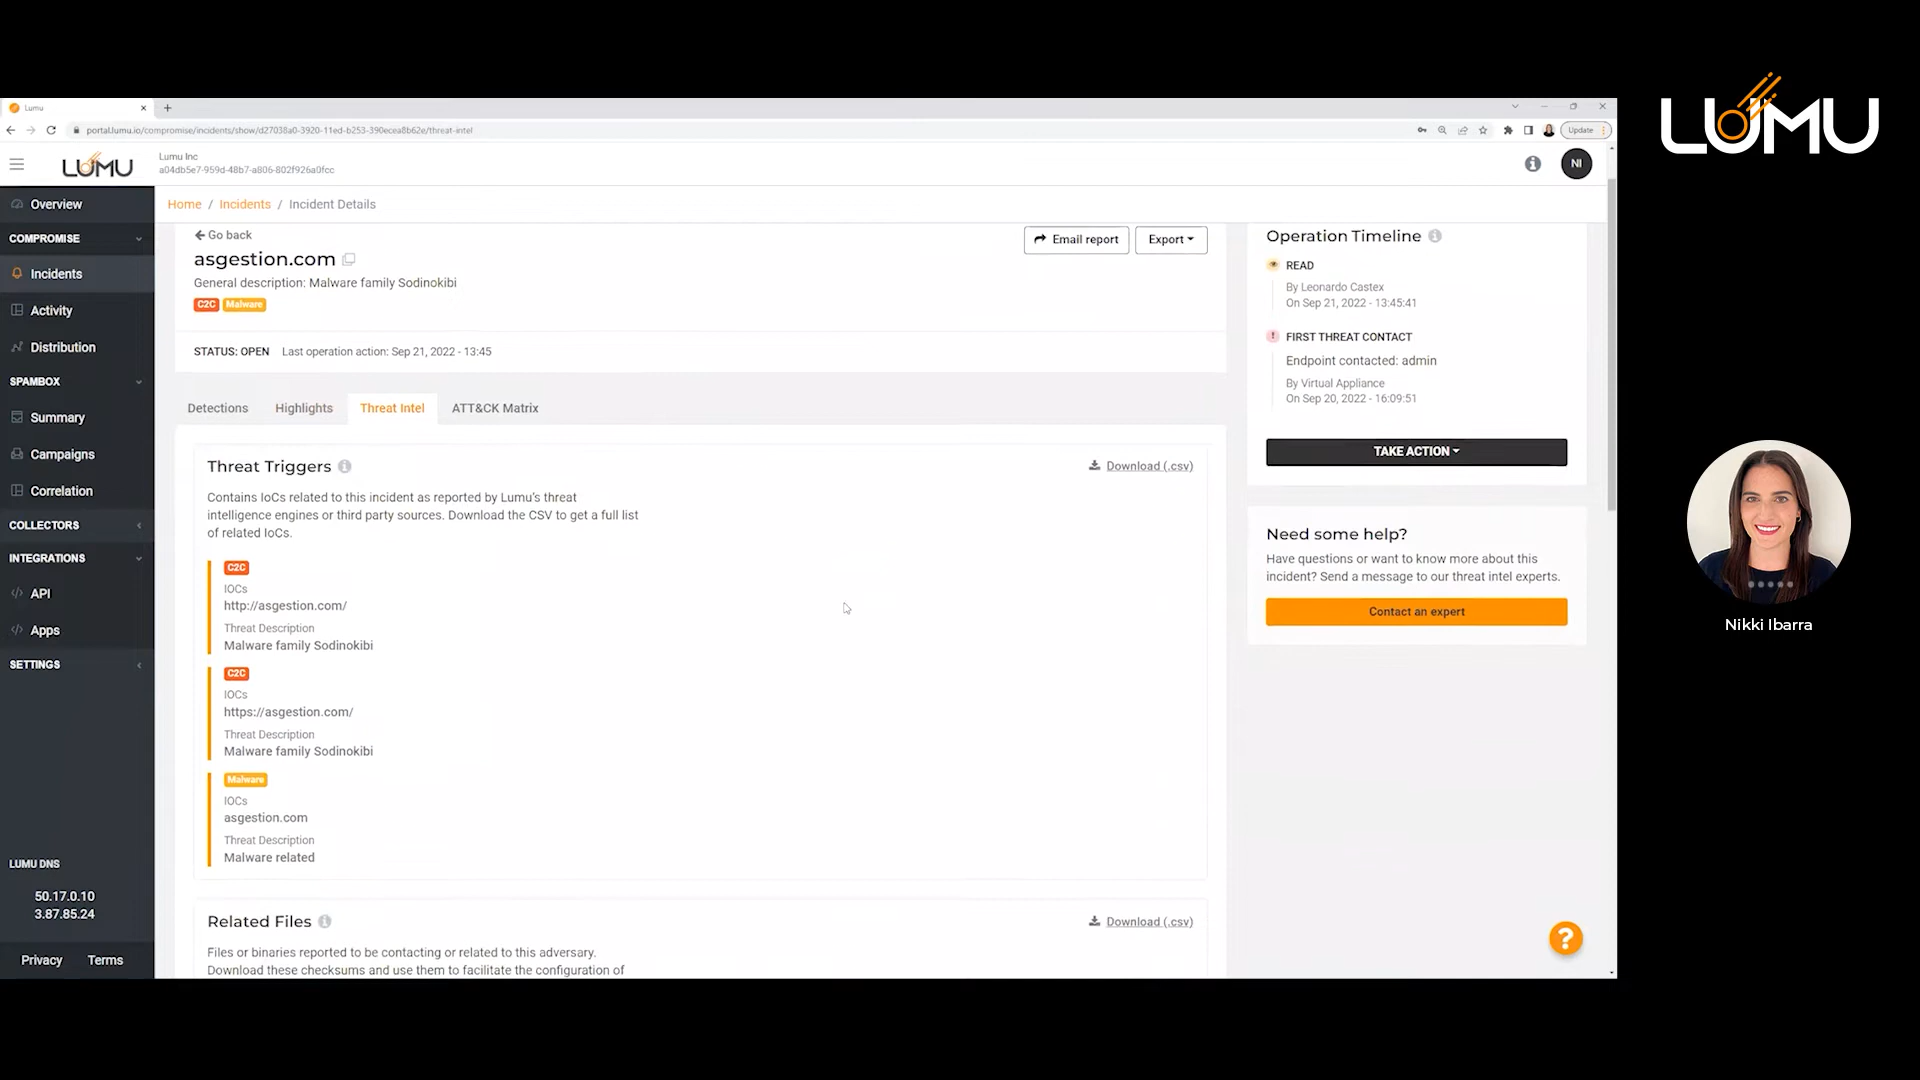 Lumu
portal.lumu.io/compromise/incidents/show/d27038a0-3920-11ed-b253-390ecea8b62e/threat-intel
Update
LUMU
Lumu Inc
a04db5e7-959d-48b7-a806-802f926a0fcc
NI
Overview
COMPROMISE
Incidents
Activity
Distribution
SPAMBOX
Summary
Campaigns
Correlation
COLLECTORS
INTEGRATIONS
API
Apps
SETTINGS
LUMU DNS
50.17.0.10
3.87.85.24
Privacy Terms
Home / Incidents / Incident Details
Go back
asgestion.com
General description: Malware family Sodinokibi
C2C Malware
Email report
Export
STATUS: OPEN Last operation action: Sep 21, 2022 - 13:45
Detections Highlights Threat Intel ATT&CK Matrix
Threat Triggers
Download (.csv)
Contains IoCs related to this incident as reported by Lumu's threat
intelligence engines or third party sources. Download the CSV to get a full list
of related IoCs.
C2C
IOCs
http://asgestion.com/
Threat Description
Malware family Sodinokibi
C2C
IOCs
https://asgestion.com/
Threat Description
Malware family Sodinokibi
Malware
IOCs
asgestion.com
Threat Description
Malware related
Related Files
Download (.csv)
Files or binaries reported to be contacting or related to this adversary.
Download these checksums and use them to facilitate the configuration of
Operation Timeline
READ
By Leonardo Castex
On Sep 21, 2022 - 13:45:41
FIRST THREAT CONTACT
Endpoint contacted: admin
By Virtual Appliance
On Sep 20, 2022 - 16:09:51
TAKE ACTION
Need some help?
Have questions or want to know more about this
incident? Send a message to our threat intel experts.
Contact an expert
?
LUMU
Nikki Ibarra